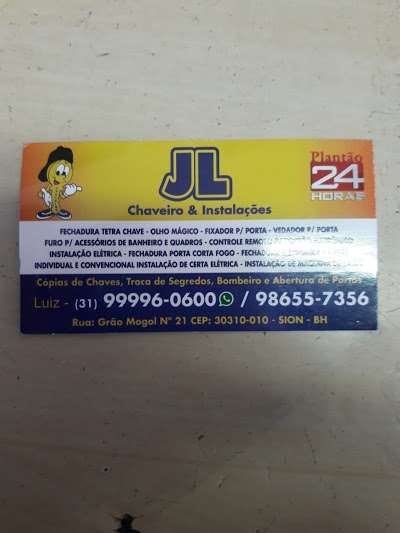 JL
Chaveiro & Instalações
Plantão
24
HORAS
FECHADURA TETRA CHAVE - OLHO MÁGICO - FIXADOR P/ PORTA - VEDADOR P/ PORTA
FURO P/ ACESSÓRIOS DE BANHEIRO E QUADROS - CONTROLE REMOTO
INSTALAÇÃO ELÉTRICA - FECHADURA PORTA CORTA FOGO -
INDIVIDUAL E CONVENCIONAL INSTALAÇÃO DE CERTA ELÉTRICA - INSTALAÇÃO DE
Cópias de Chaves, Troca de Segredos, Bombeiro e Abertura de Portas
Luiz - (31) 99996-0600 / 98655-7356
Rua: Grão Mogol Nº 21 CEP: 30310-010 - SION - BH